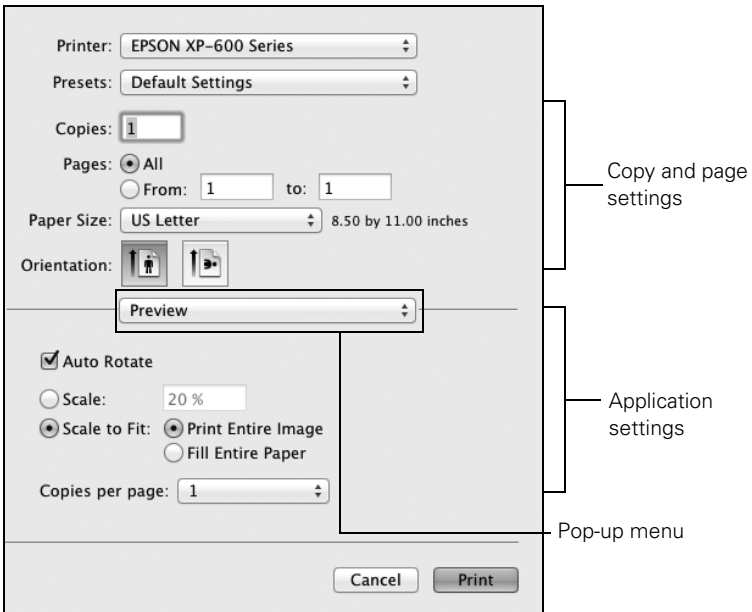 Printer: EPSON XP-600 Series
Presets: Default Settings
Copies: 1
Pages: All
From: 1 to: 1
Paper Size: US Letter 8.50 by 11.00 inches
Orientation:
Copy and page
settings
Preview
Auto Rotate
Scale: 20 %
Scale to Fit: Print Entire Image
Fill Entire Paper
Copies per page: 1
Application
settings
Pop-up menu
Cancel Print